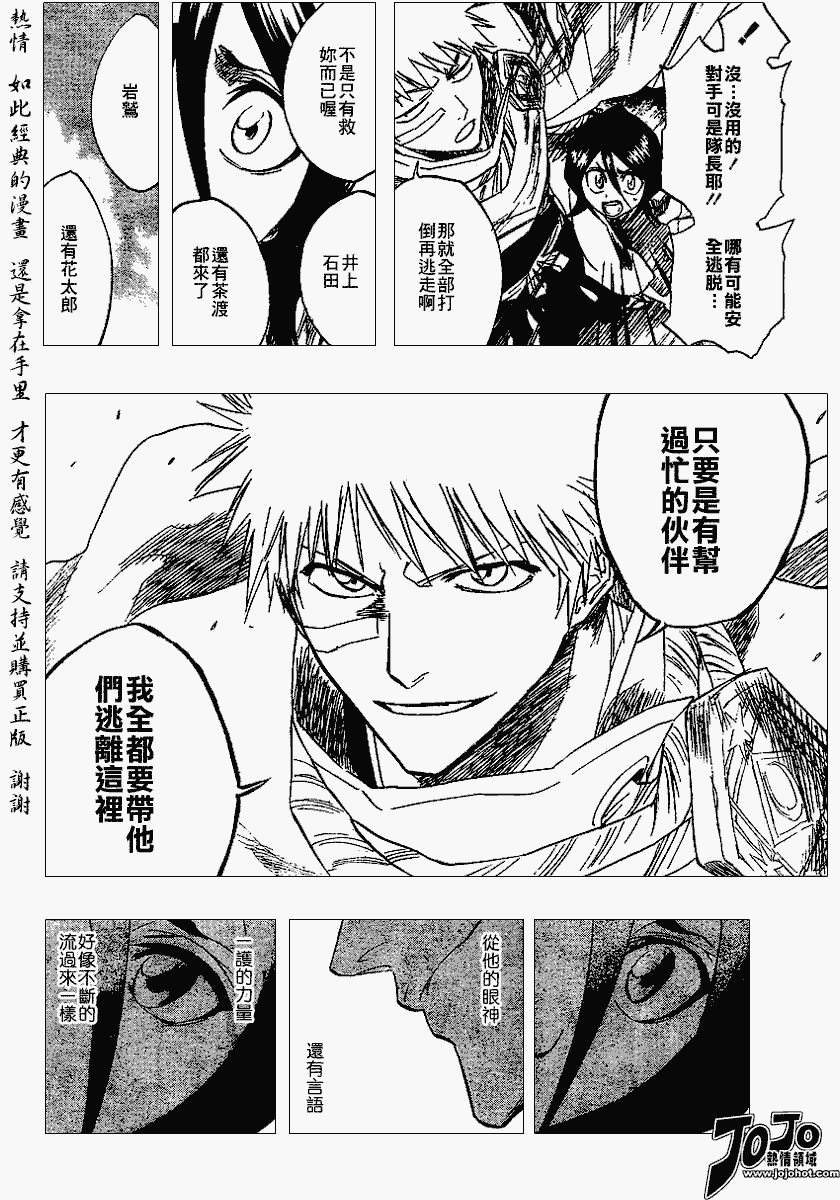 ！
沒…沒用的！
對手可是隊長耶！！
哪有可能安
全逃脱…
那就全部打
倒再逃走啊
不是只有救
妳而已喔
井上
石田
還有茶渡
都來了
岩鷲
還有花太郎
只要是有幫
過忙的伙伴
我全都要帶他
們逃離這裡
從他的眼神
還有言語
一護的力量
好像不斷的
流過來一樣
熱情 如此經典的漫畫 還是拿在手里 才更有感覺 請支持並購買正版 謝謝
JOJO
熱情領域
www.jojohot.com